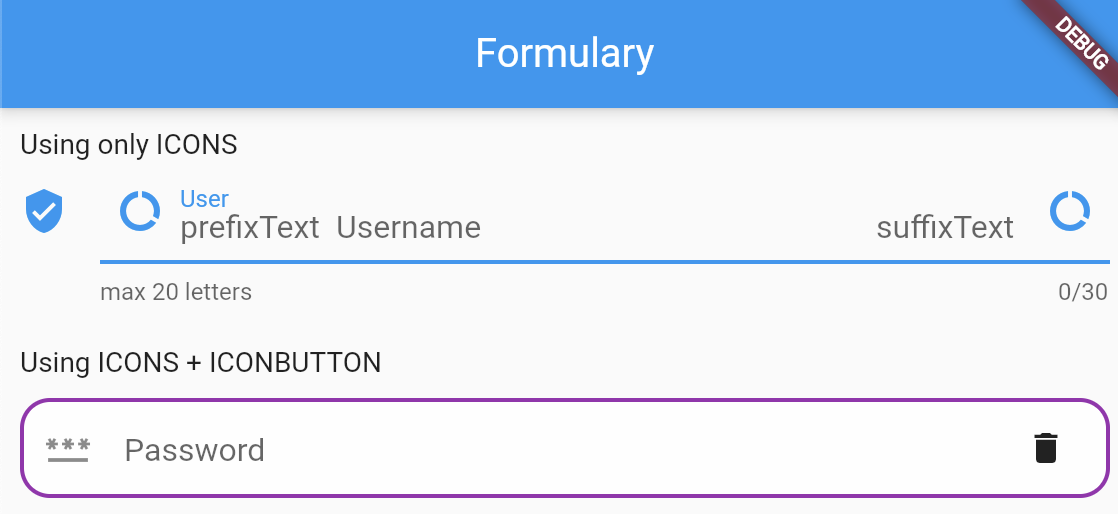 Formulary
DEBUG
Using only ICONS
User
prefixText Username suffixText
max 20 letters 0/30
Using ICONS + ICONBUTTON
*** Password